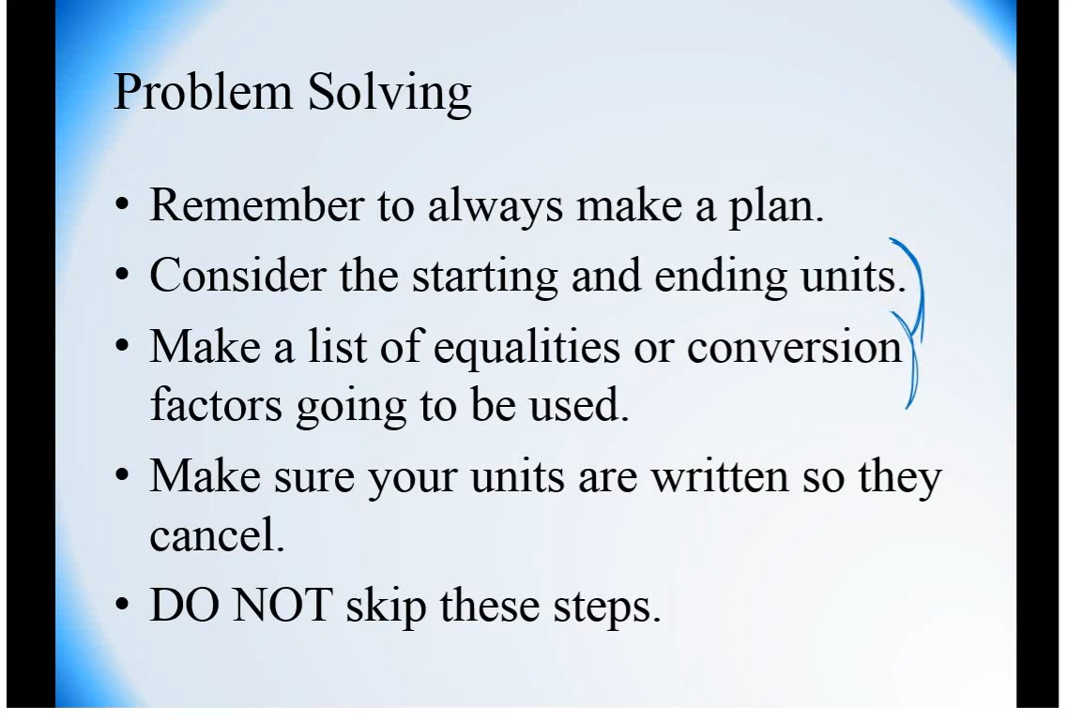 Problem Solving
• Remember to always make a plan.
• Consider the starting and ending units.
• Make a list of equalities or conversion
factors going to be used.
• Make sure your units are written so they
cancel.
• DO NOT skip these steps.